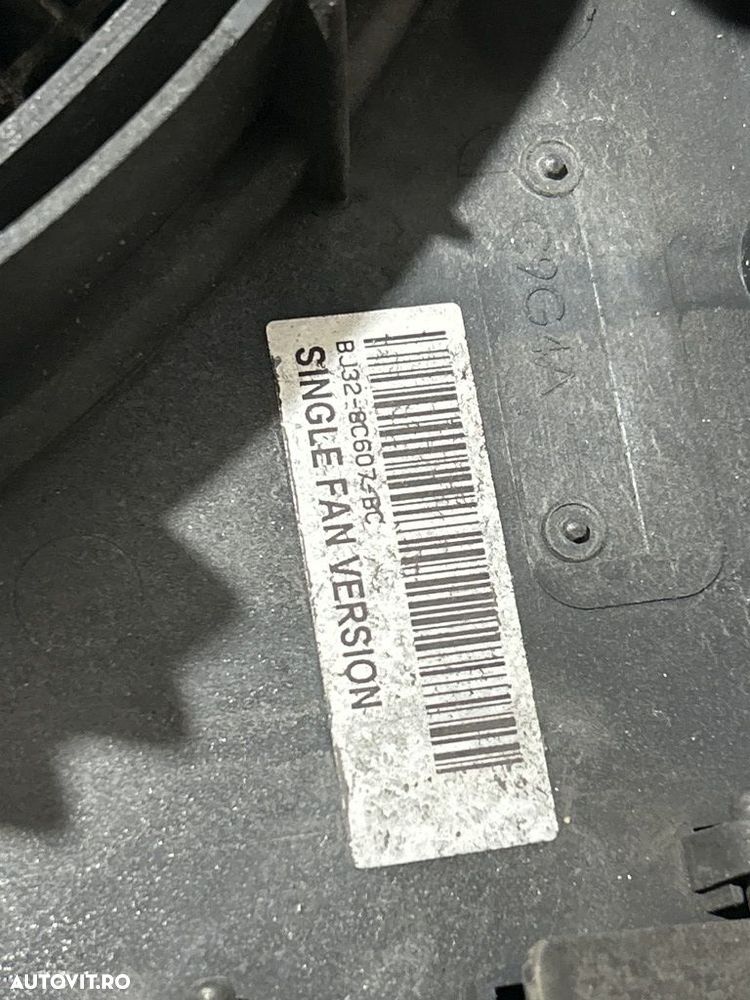 BJ32-8C607-BC
SINGLE FAN VERSION
AUTOVIT.RO